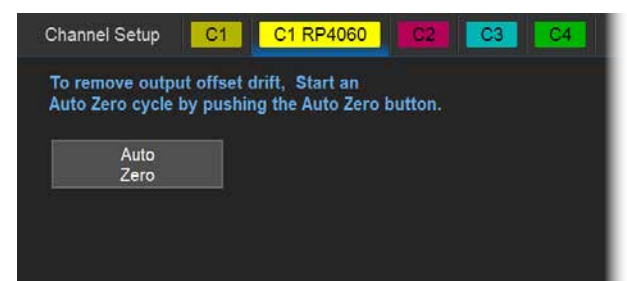 Channel Setup C1 C1 RP4060 C2 C3 C4
To remove output offset drift, Start an
Auto Zero cycle by pushing the Auto Zero button.
Auto
Zero